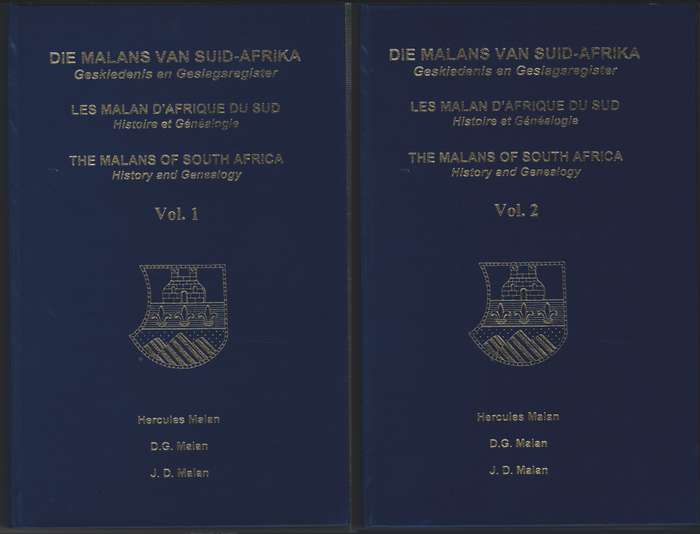 DIE MALANS VAN SUID-AFRIKA
Geskiedenis en Geslagsregister
LES MALAN D'AFRIQUE DU SUD
Histoire et Généalogie
THE MALANS OF SOUTH AFRICA
History and Genealogy
Vol. 1
Hercules Malan
D.G. Malan
J. D. Malan
DIE MALANS VAN SUID-AFRIKA
Geskiedenis en Geslagsregister
LES MALAN D'AFRIQUE DU SUD
Histoire et Généalogie
THE MALANS OF SOUTH AFRICA
History and Genealogy
Vol. 2
Hercules Malan
D.G. Malan
J. D. Malan